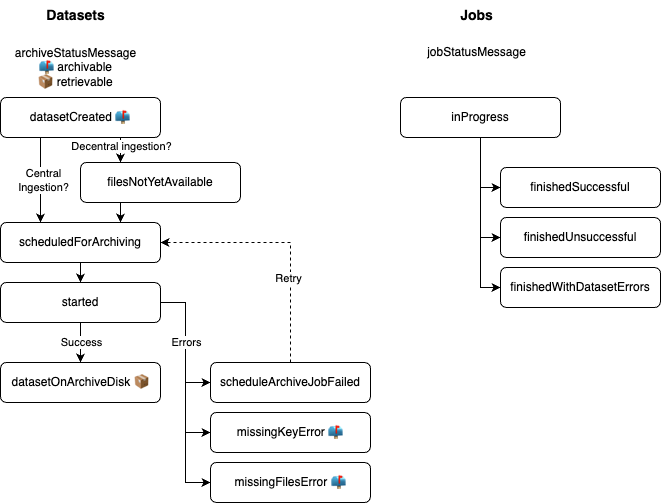 Datasets
archiveStatusMessage
📫 archivable
📦 retrievable
datasetCreated 📫
Decentral ingestion?
Central
Ingestion?
filesNotYetAvailable
scheduledForArchiving
Retry
started
Success
Errors
datasetOnArchiveDisk 📦
scheduleArchiveJobFailed
missingKeyError 📫
missingFilesError 📫
Jobs
jobStatusMessage
inProgress
finishedSuccessful
finishedUnsuccessful
finishedWithDatasetErrors